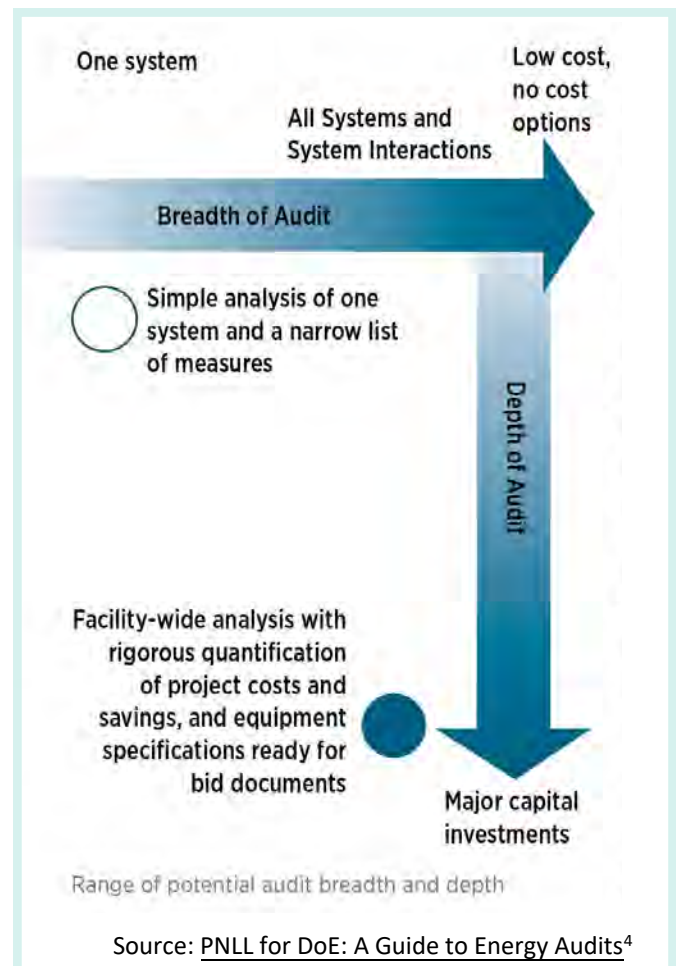 One system
Low cost,
no cost
options
All Systems and
System Interactions
Breadth of Audit
Simple analysis of one
system and a narrow list
of measures
Depth of Audit
Facility-wide analysis with
rigorous quantification
of project costs and
savings, and equipment
specifications ready for
bid documents
Major capital
investments
Range of potential audit breadth and depth
Source: PNLL for DoE: A Guide to Energy Audits⁴